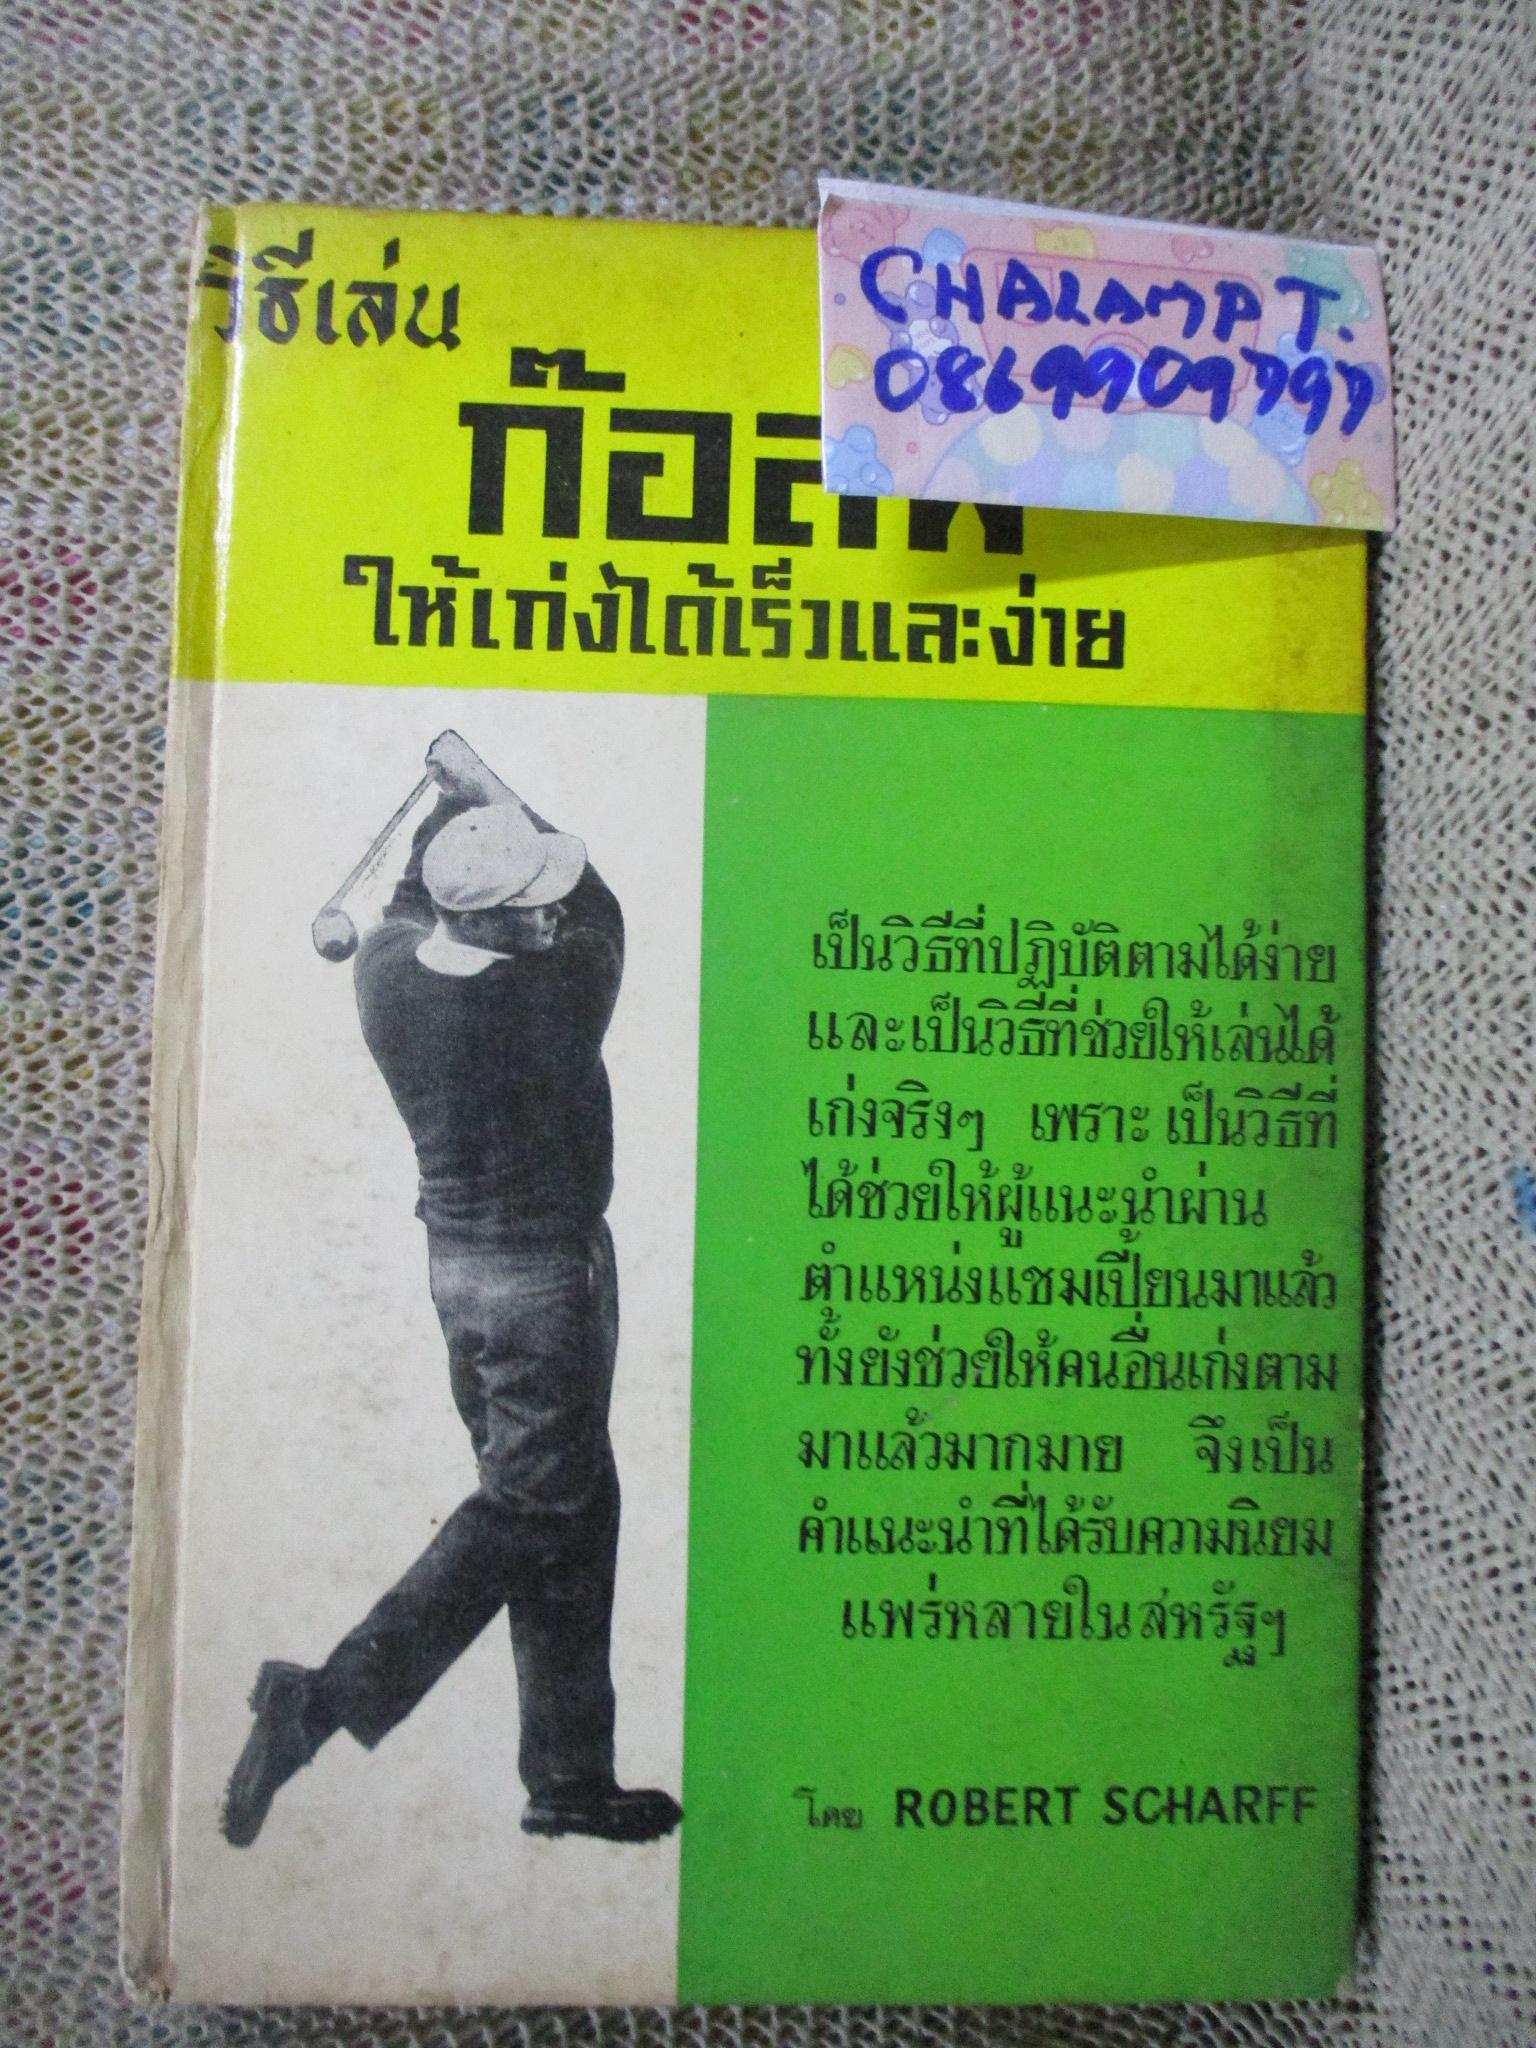 วิธีเล่น
CHALAMP T.
ก๊อลฟ์
ให้เก่งได้เร็วและง่าย
เป็นวิธีที่ปฏิบัติตามได้ง่าย
และเป็นวิธีที่ช่วยให้เล่นได้
เก่งจริงๆ เพราะ เป็นวิธีที่
ได้ช่วยให้ผู้แนะนำผ่าน
ตำแหน่งแชมเปี้ยนมาแล้ว
ทั้งยังช่วยให้คนอื่นเก่งตาม
มาแล้วมากมาย จึงเป็น
คำแนะนำที่ได้รับความนิยม
แพร่หลายในสหรัฐฯ
โดย ROBERT SCHARFF